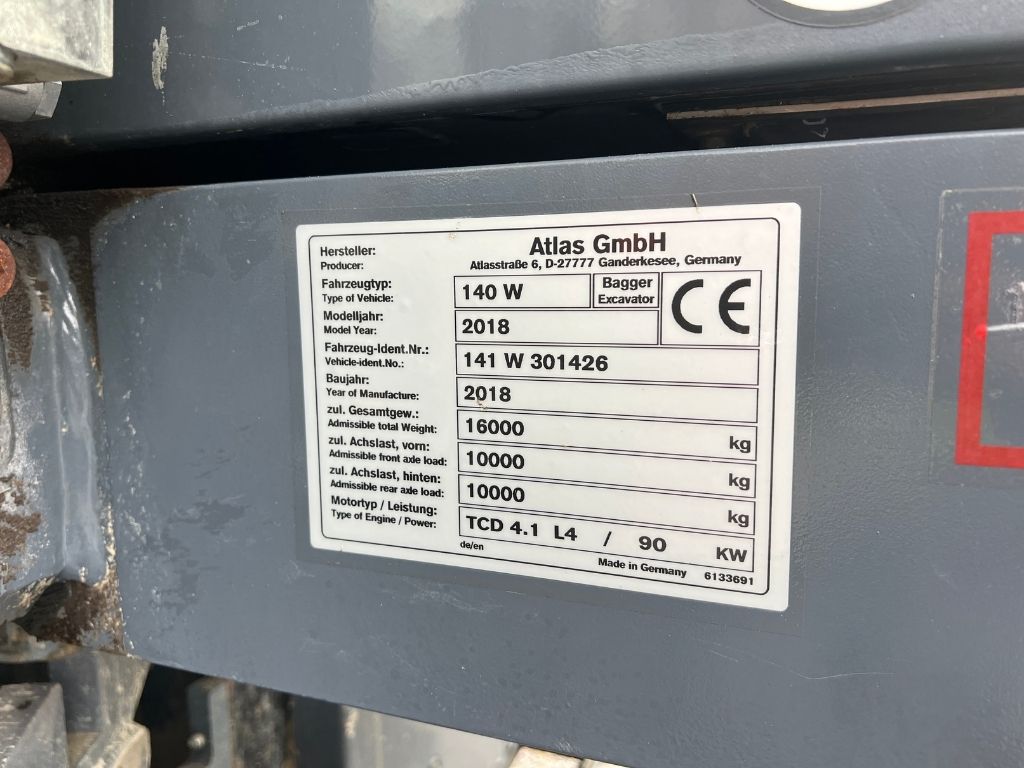 Hersteller:
Producer:
Atlas GmbH
Atlasstraße 6, D-27777 Ganderkesee, Germany
Fahrzeugtyp:
Type of Vehicle:
140 W
Bagger
Excavator
CE
Modelljahr:
Model Year:
2018
Fahrzeug-Ident.Nr.:
Vehicle-ident.No.:
141 W 301426
Baujahr:
Year of Manufacture:
2018
zul. Gesamtgew.:
Admissible total Weight:
16000 kg
zul. Achslast, vorn:
Admissible front axle load:
10000 kg
zul. Achslast, hinten:
Admissible rear axle load:
10000 kg
Motortyp / Leistung:
Type of Engine / Power:
TCD 4.1 L4 / 90 KW
de/en
Made in Germany 6133691